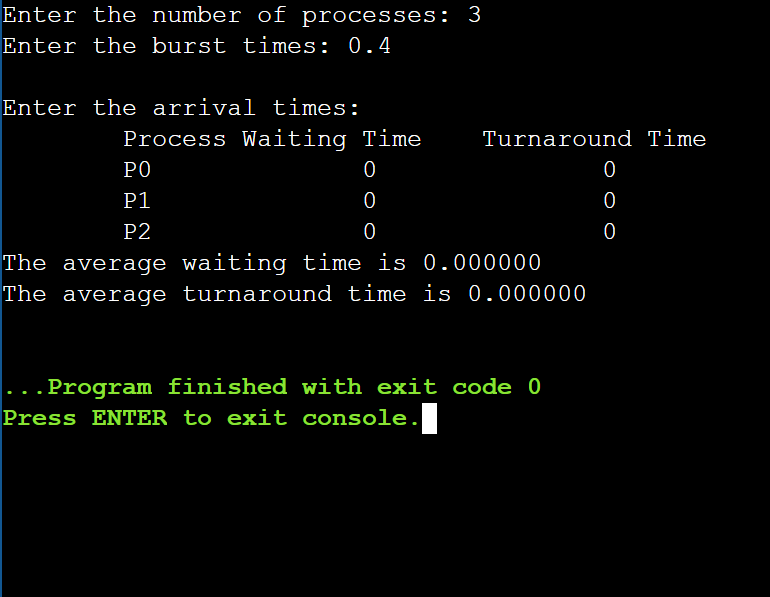 Enter the number of processes: 3
Enter the burst times: 0.4
Enter the arrival times:
Process Waiting Time Turnaround Time
P0 0 0
P1 0 0
P2 0 0
The average waiting time is 0.000000
The average turnaround time is 0.000000
...Program finished with exit code 0
Press ENTER to exit console.